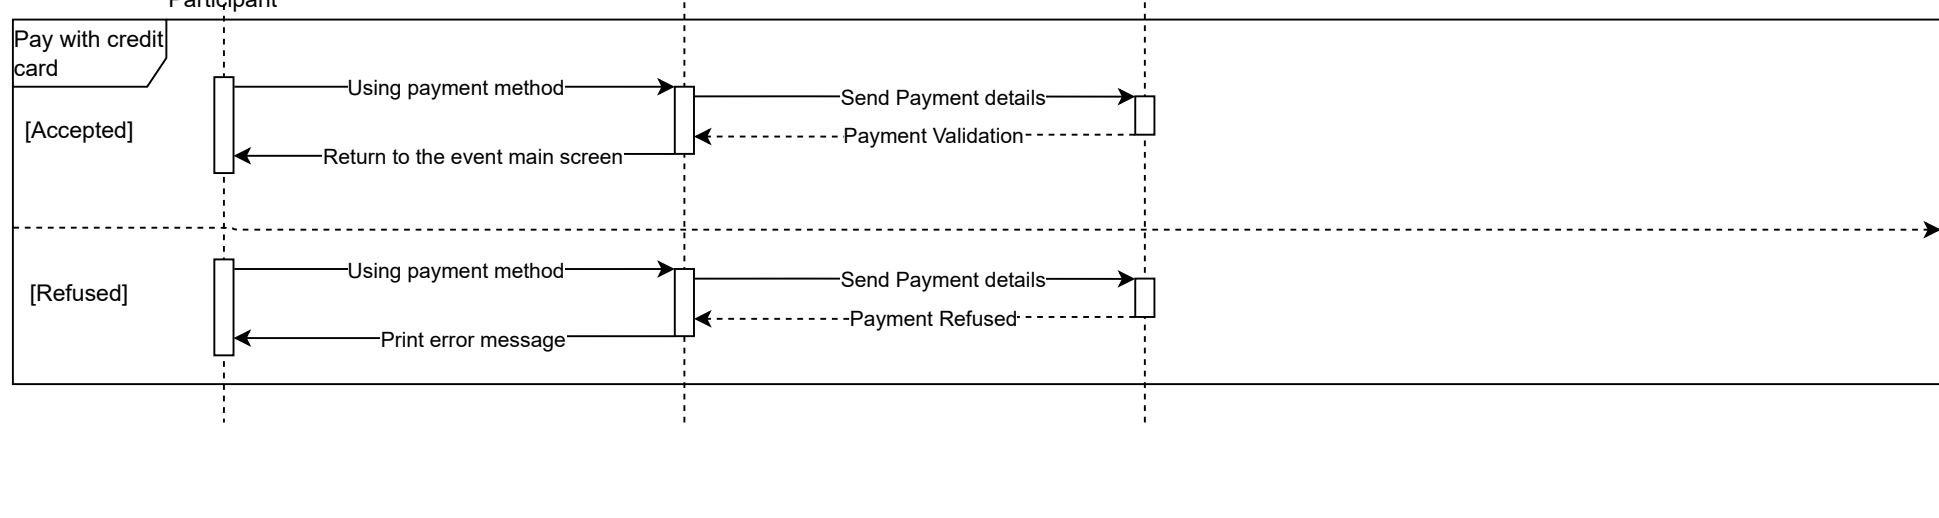 Participant
Pay with credit
card
Using payment method
Send Payment details
[Accepted]
Payment Validation
Return to the event main screen
Using payment method
Send Payment details
[Refused]
Payment Refused
Print error message